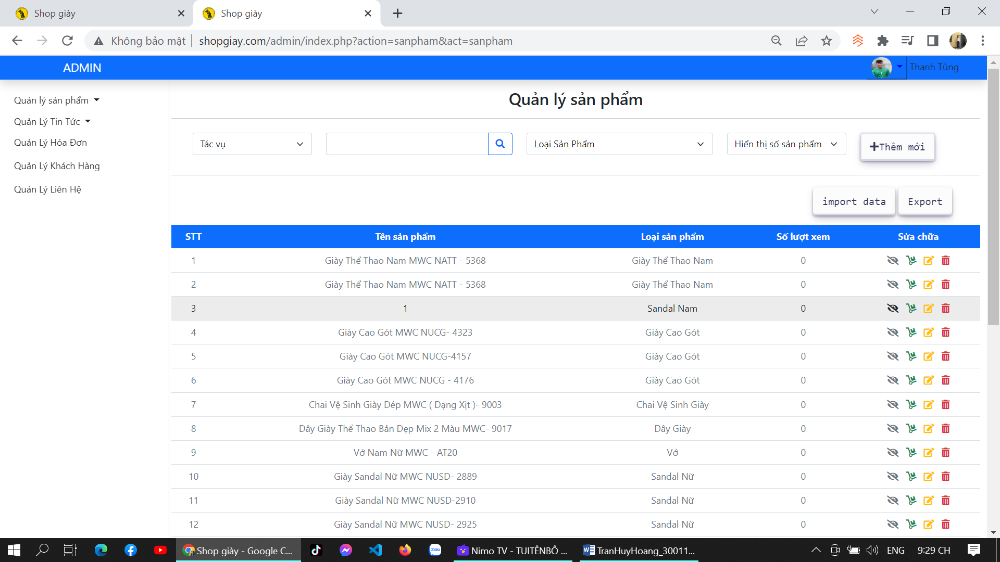 Shop giày
Shop giày
Không bảo mật
shopgiay.com/admin/index.php?action=sanpham&act=sanpham
ADMIN
Thanh Tùng
Quản lý sản phẩm
Quản Lý Tin Tức
Quản Lý Hóa Đơn
Quản Lý Khách Hàng
Quản Lý Liên Hệ
Quản lý sản phẩm
Tác vụ
Loại Sản Phẩm
Hiển thị số sản phẩm
+Thêm mới
import data
Export
STT Tên sản phẩm Loại sản phẩm Số lượt xem Sửa chữa
1 Giày Thể Thao Nam MWC NATT - 5368 Giày Thể Thao Nam 0
2 Giày Thể Thao Nam MWC NATT - 5368 Giày Thể Thao Nam 0
3 1 Sandal Nam 0
4 Giày Cao Gót MWC NUCG- 4323 Giày Cao Gót 0
5 Giày Cao Gót MWC NUCG-4157 Giày Cao Gót 0
6 Giày Cao Gót MWC NUCG - 4176 Giày Cao Gót 0
7 Chai Vệ Sinh Giày Dép MWC ( Dạng Xịt )- 9003 Chai Vệ Sinh Giày 0
8 Dây Giày Thể Thao Bản Dẹp Mix 2 Màu MWC- 9017 Dây Giày 0
9 Vớ Nam Nữ MWC - AT20 Vớ 0
10 Giày Sandal Nữ MWC NUSD- 2889 Sandal Nữ 0
11 Giày Sandal Nữ MWC NUSD-2910 Sandal Nữ 0
12 Giày Sandal Nữ MWC NUSD- 2925 Sandal Nữ 0
Shop giày - Google C...
Zalo
Nimo TV - TUITÊNBÔ ...
TranHuyHoang_30011...
ENG
9:29 CH